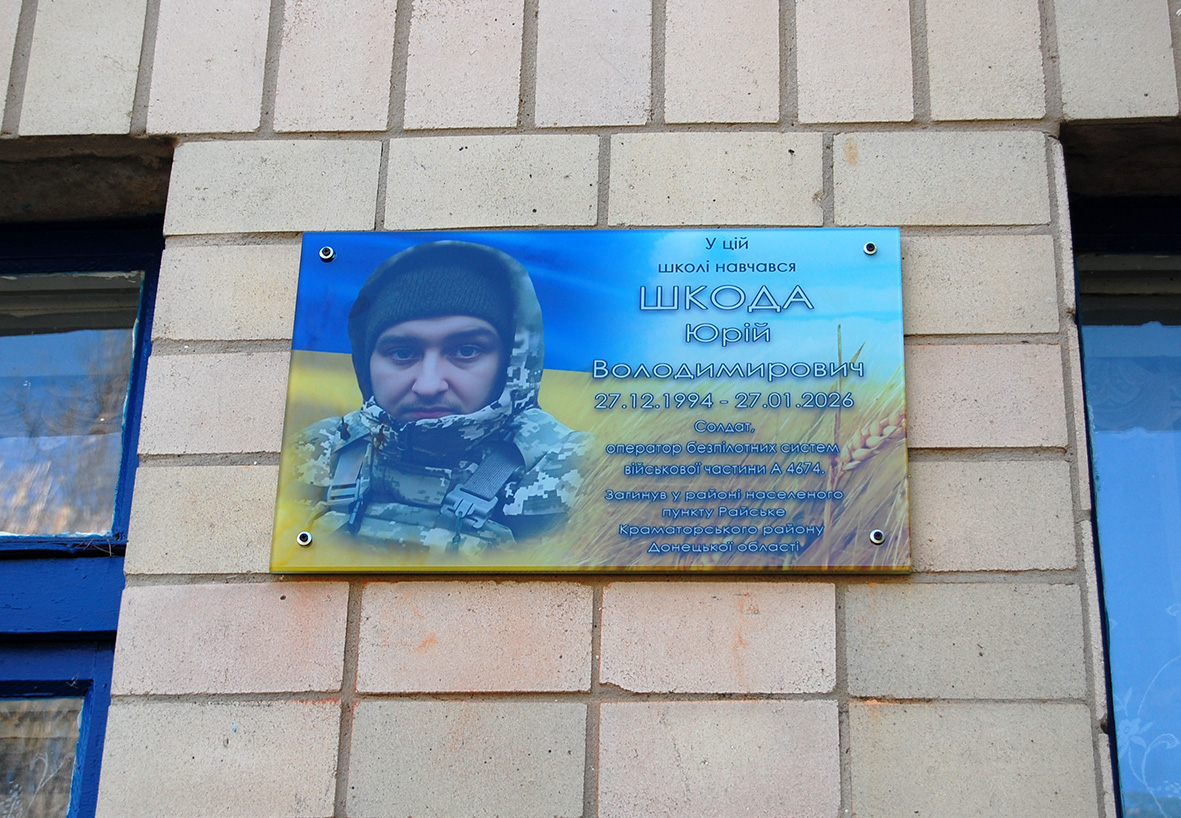 У цій
школі навчався
ШКОДА
Юрій
Володимирович
27.12.1994 - 27.01.2026
Солдат,
оператор безпілотних систем
військової частини А 4674.
Загинув у районі населеного
пункту Райське
Краматорського району
Донецької області